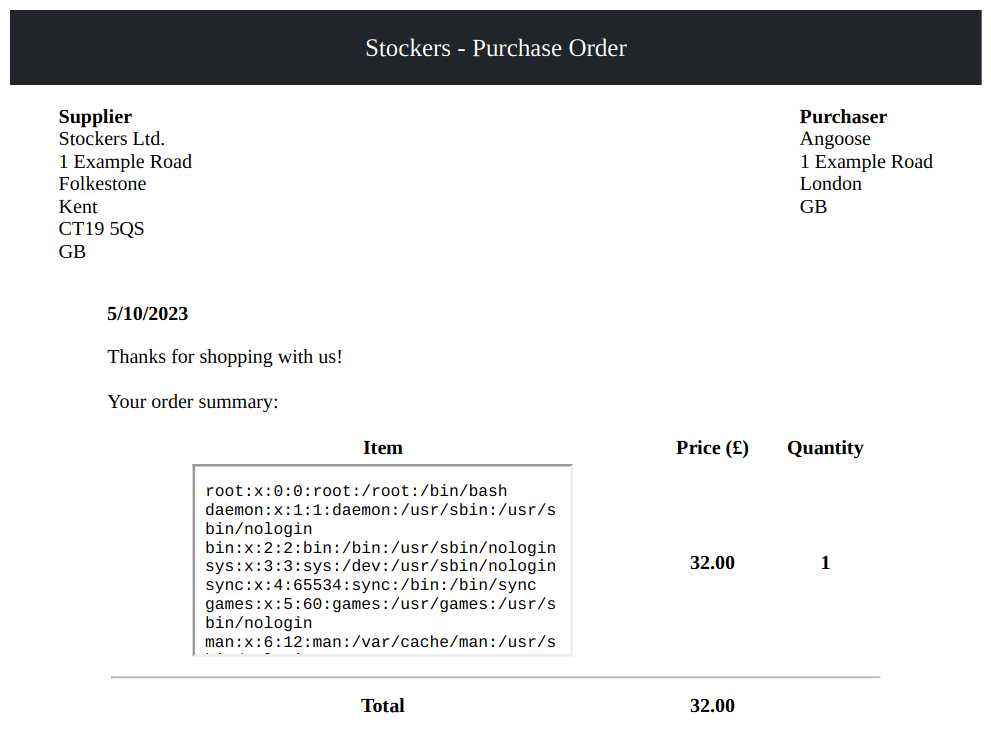 Stockers - Purchase Order
Supplier
Stockers Ltd.
1 Example Road
Folkestone
Kent
CT19 5QS
GB
Purchaser
Angoose
1 Example Road
London
GB
5/10/2023
Thanks for shopping with us!
Your order summary:
Item Price (£) Quantity
root:x:0:0:root:/root:/bin/bash
daemon:x:1:1:daemon:/usr/sbin:/usr/s
bin/nologin
bin:x:2:2:bin:/bin:/usr/sbin/nologin
sys:x:3:3:sys:/dev:/usr/sbin/nologin
sync:x:4:65534:sync:/bin:/bin/sync
games:x:5:60:games:/usr/games:/usr/s
bin/nologin
man:x:6:12:man:/var/cache/man:/usr/s
32.00 1
Total 32.00